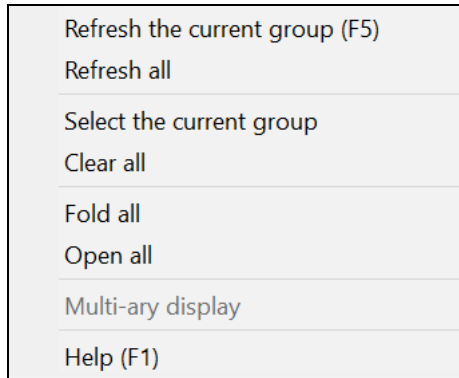 Refresh the current group (F5)
Refresh all
Select the current group
Clear all
Fold all
Open all
Multi-ary display
Help (F1)